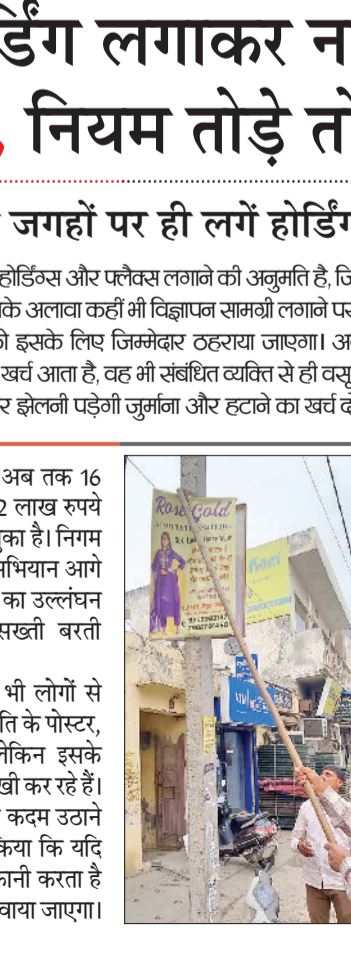 र्डिंग लगाकर न
, नियम तोड़े तो
जगहों पर ही लगें होर्डिंग
होर्डिंग्स और फ्लैक्स लगाने की अनुमति है, जि
के अलावा कहीं भी विज्ञापन सामग्री लगाने पर
इसके लिए जिम्मेदार ठहराया जाएगा। अ
खर्च आता है, वह भी संबंधित व्यक्ति से ही वसू
र झेलनी पड़ेगी जुर्माना और हटाने का खर्च दो
अब तक 16
2 लाख रुपये
का है। निगम
अभियान आगे
का उल्लंघन
सख्ती बरती
भी लोगों से
ति के पोस्टर,
लेकिन इसके
खी कर रहे हैं।
कदम उठाने
किया कि यदि
कानी करता है
वाया जाएगा।
Rose Gold